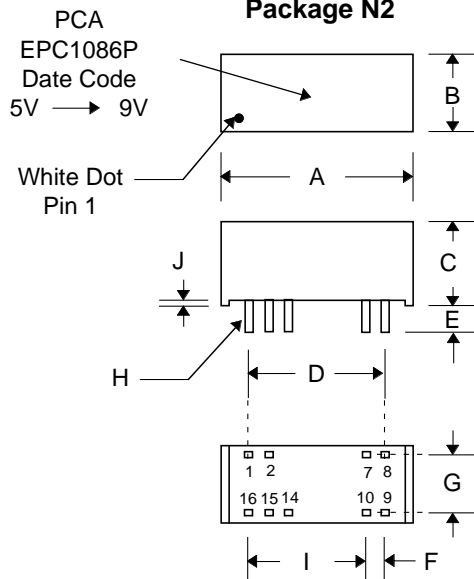 Package N2
PCA
EPC1086P
Date Code
5V → 9V
White Dot
Pin 1
A
B
C
J
E
H
D
1 2 7 8
16 15 14 10 9
G
I
F